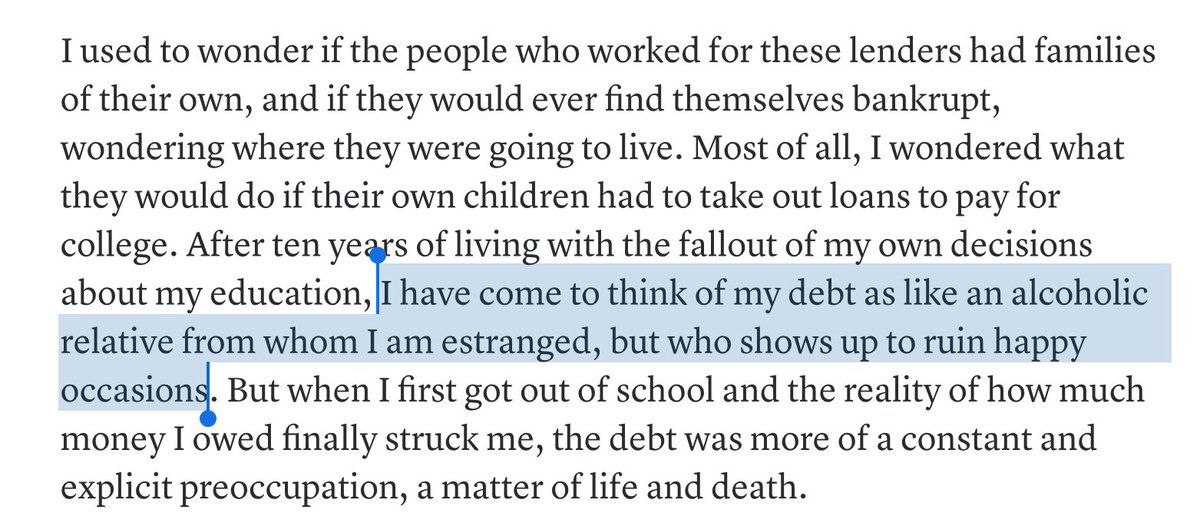 I used to wonder if the people who worked for these lenders had families
of their own, and if they would ever find themselves bankrupt,
wondering where they were going to live. Most of all, I wondered what
they would do if their own children had to take out loans to pay for
college. After ten years of living with the fallout of my own decisions
about my education, I have come to think of my debt as like an alcoholic
relative from whom I am estranged, but who shows up to ruin happy
occasions. But when I first got out of school and the reality of how much
money I owed finally struck me, the debt was more of a constant and
explicit preoccupation, a matter of life and death.